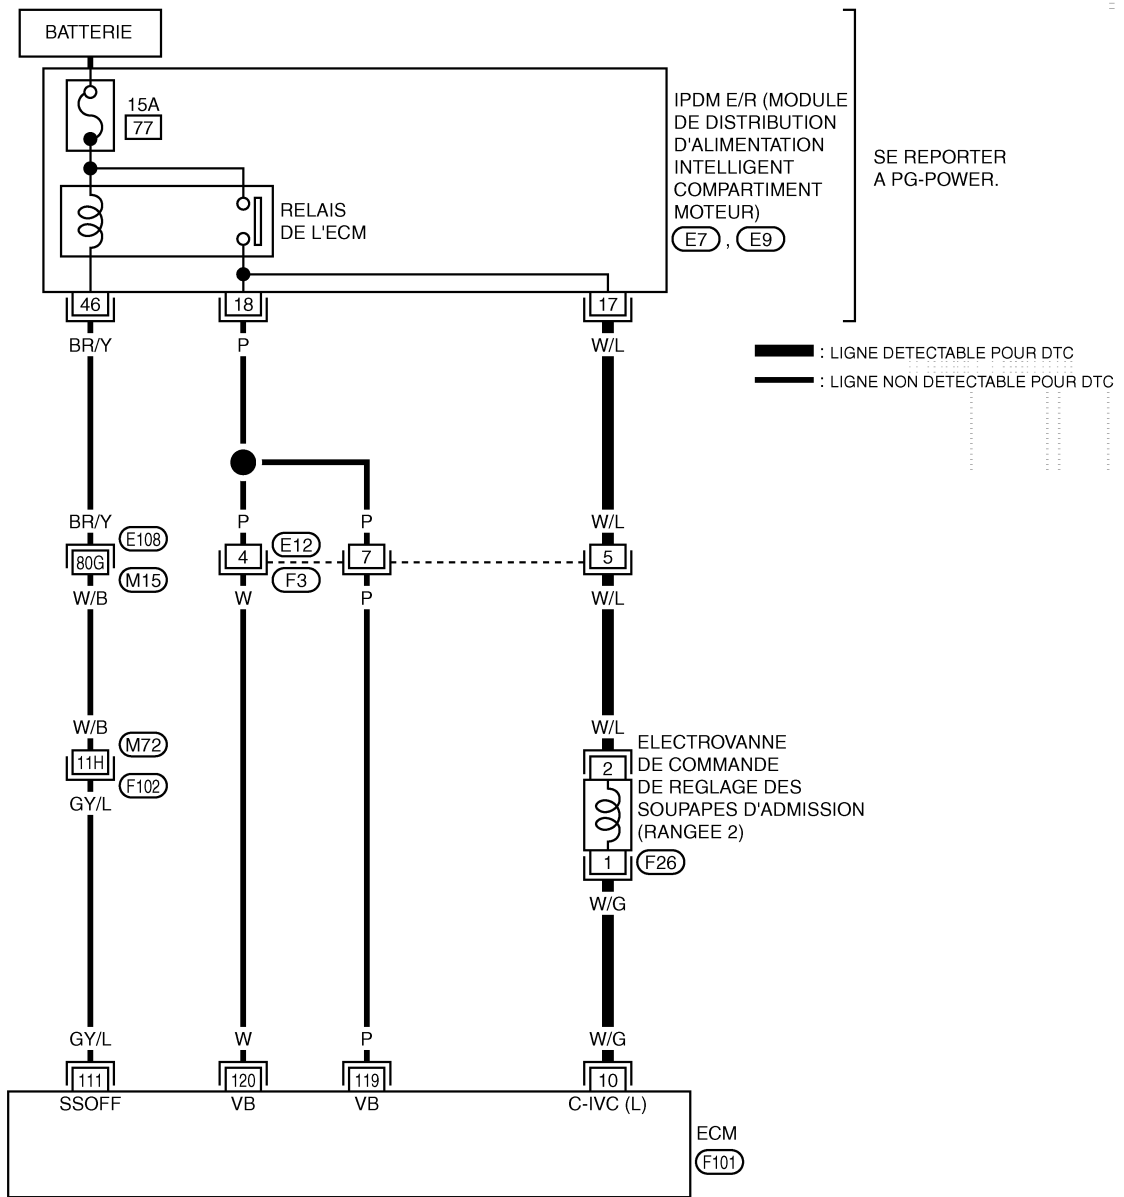 BATTERIE
15A
77
IPDM E/R (MODULE
DE DISTRIBUTION
D'ALIMENTATION
INTELLIGENT
COMPARTIMENT
MOTEUR)
E7 , E9
SE REPORTER
A PG-POWER.
RELAIS
DE L'ECM
46 18 17
BR/Y P W/L
: LIGNE DETECTABLE POUR DTC
: LIGNE NON DETECTABLE POUR DTC
BR/Y P P W/L
E108
80G
M15
4
E12
F3
7
5
W/B W P W/L
W/B W/L
M72
11H
F102
GY/L
ELECTROVANNE
DE COMMANDE
DE REGLAGE DES
SOUPAPES D'ADMISSION
(RANGEE 2)
2
1
F26
W/G
GY/L W P W/G
111 120 119 10
SSOFF VB VB C-IVC (L)
ECM
F101